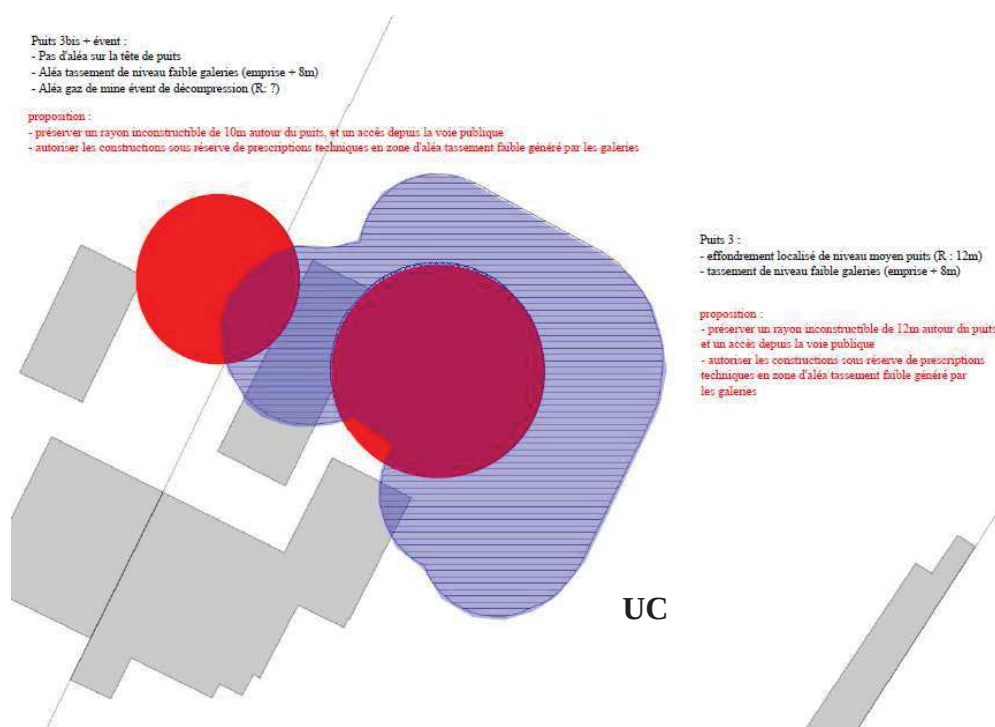 Puits 3bis + évent :
- Pas d'aléa sur la tête de puits
- Aléa tassement de niveau faible galeries (emprise + 8m)
- Aléa gaz de mine évent de décompression (R: ?)
proposition :
- préserver un rayon inconstructible de 10m autour du puits, et un accès depuis la voie publique
- autoriser les constructions sous réserve de prescriptions techniques en zone d'aléa tassement faible généré par les galeries
Puits 3 :
- effondrement localisé de niveau moyen puits (R : 12m)
- tassement de niveau faible galeries (emprise + 8m)
proposition :
- préserver un rayon inconstructible de 12m autour du puits
et un accès depuis la voie publique
- autoriser les constructions sous réserve de prescriptions
techniques en zone d'aléa tassement faible généré par
les galeries
UC